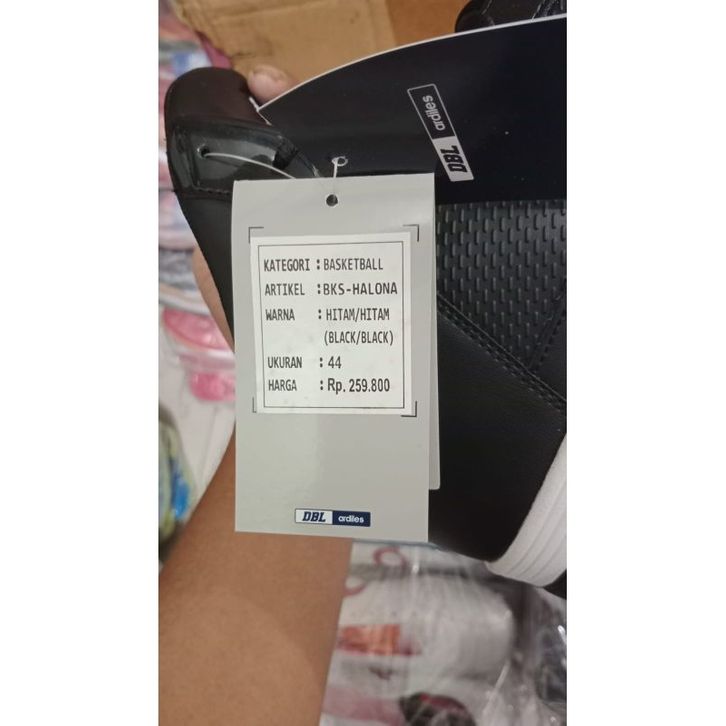 DBL ardiles
KATEGORI : BASKETBALL
ARTIKEL : BKS-HALONA
WARNA : HITAM/HITAM
(BLACK/BLACK)
UKURAN : 44
HARGA : Rp. 259.800
DBL ardiles